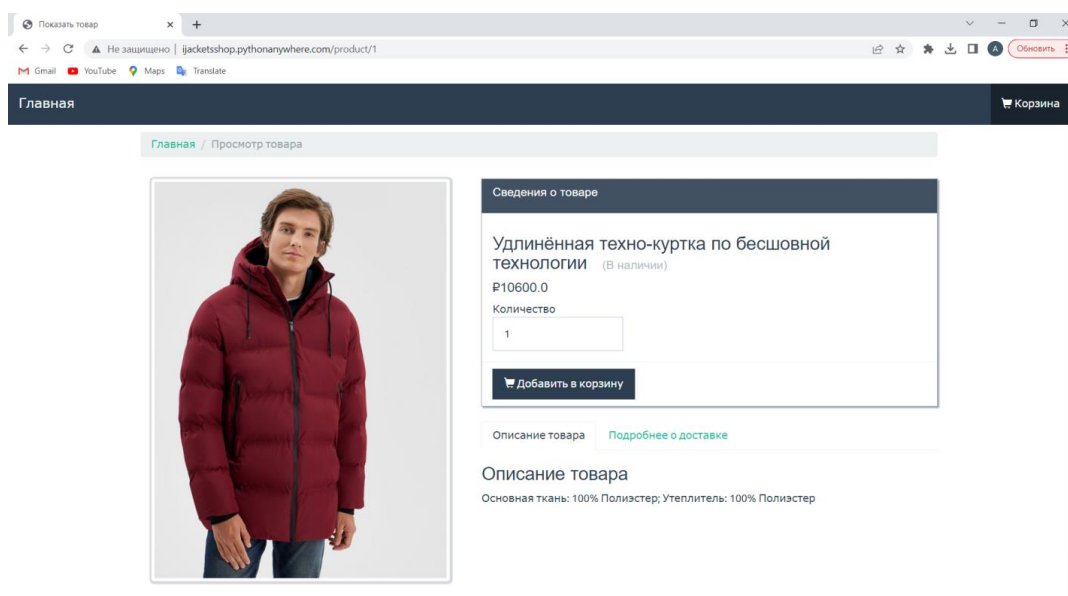 Показать товар
Не защищено | ijacketsshop.pythonanywhere.com/product/1
A
Обновить
Gmail YouTube Maps Translate
Главная
Корзина
Главная / Просмотр товара
Сведения о товаре
Удлинённая техно-куртка по бесшовной
технологии (В наличии)
₽10600.0
Количество
1
Добавить в корзину
Описание товара Подробнее о доставке
Описание товара
Основная ткань: 100% Полиэстер; Утеплитель: 100% Полиэстер